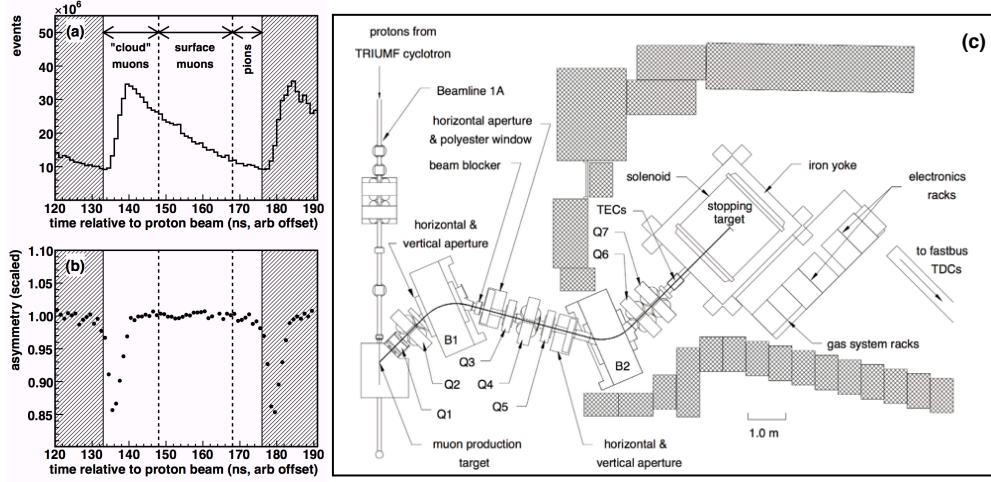 ×10⁶
(a)
events
50
40
30
20
10
"cloud"
muons
surface
muons
pions
120 130 140 150 160 170 180 190
time relative to proton beam (ns, arb offset)
(b)
asymmetry (scaled)
1.10
1.05
1.00
0.95
0.90
0.85
120 130 140 150 160 170 180 190
time relative to proton beam (ns, arb offset)
(c)
protons from
TRIUMF cyclotron
Beamline 1A
horizontal aperture
& polyester window
beam blocker
horizontal &
vertical aperture
B1
Q1
Q2
Q3
Q4
Q5
muon production
target
horizontal &
vertical aperture
B2
Q6
Q7
TECs
solenoid
stopping
target
iron yoke
electronics
racks
to fastbus
TDCs
gas system racks
1.0 m